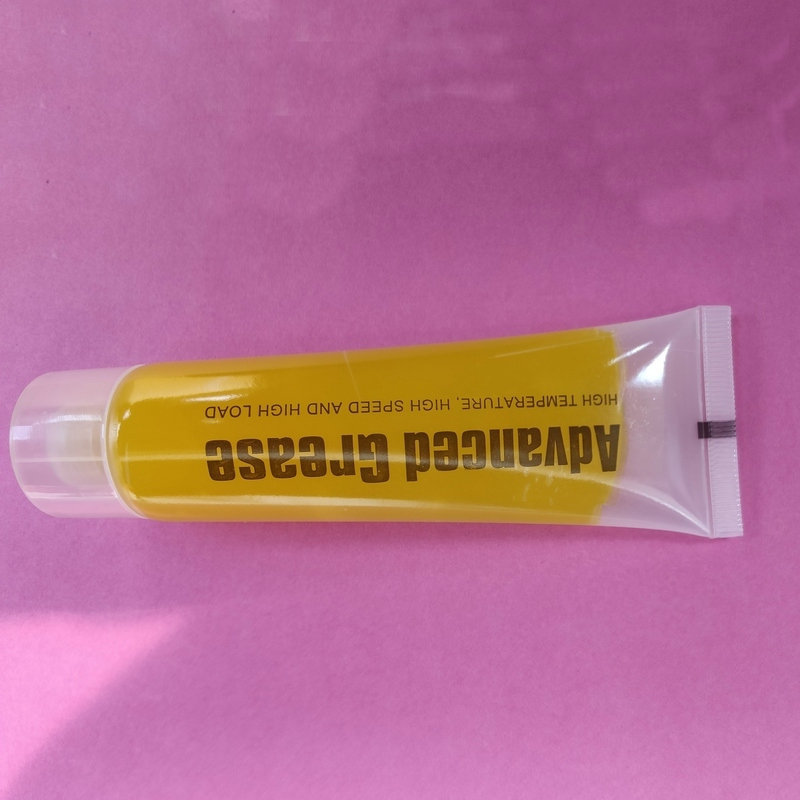 Advanced Grease
HIGH TEMPERATURE, HIGH SPEED AND HIGH LOAD